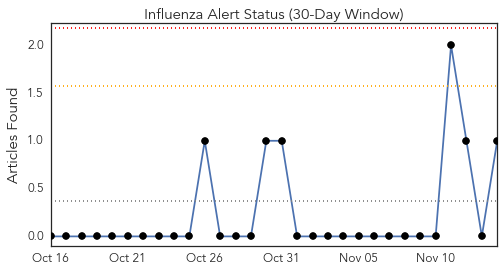 Influenza Alert Status (30-Day Window)
Articles Found
2.0
1.5
1.0
0.5
0.0
Oct 16 Oct 21 Oct 26 Oct 31 Nov 05 Nov 10